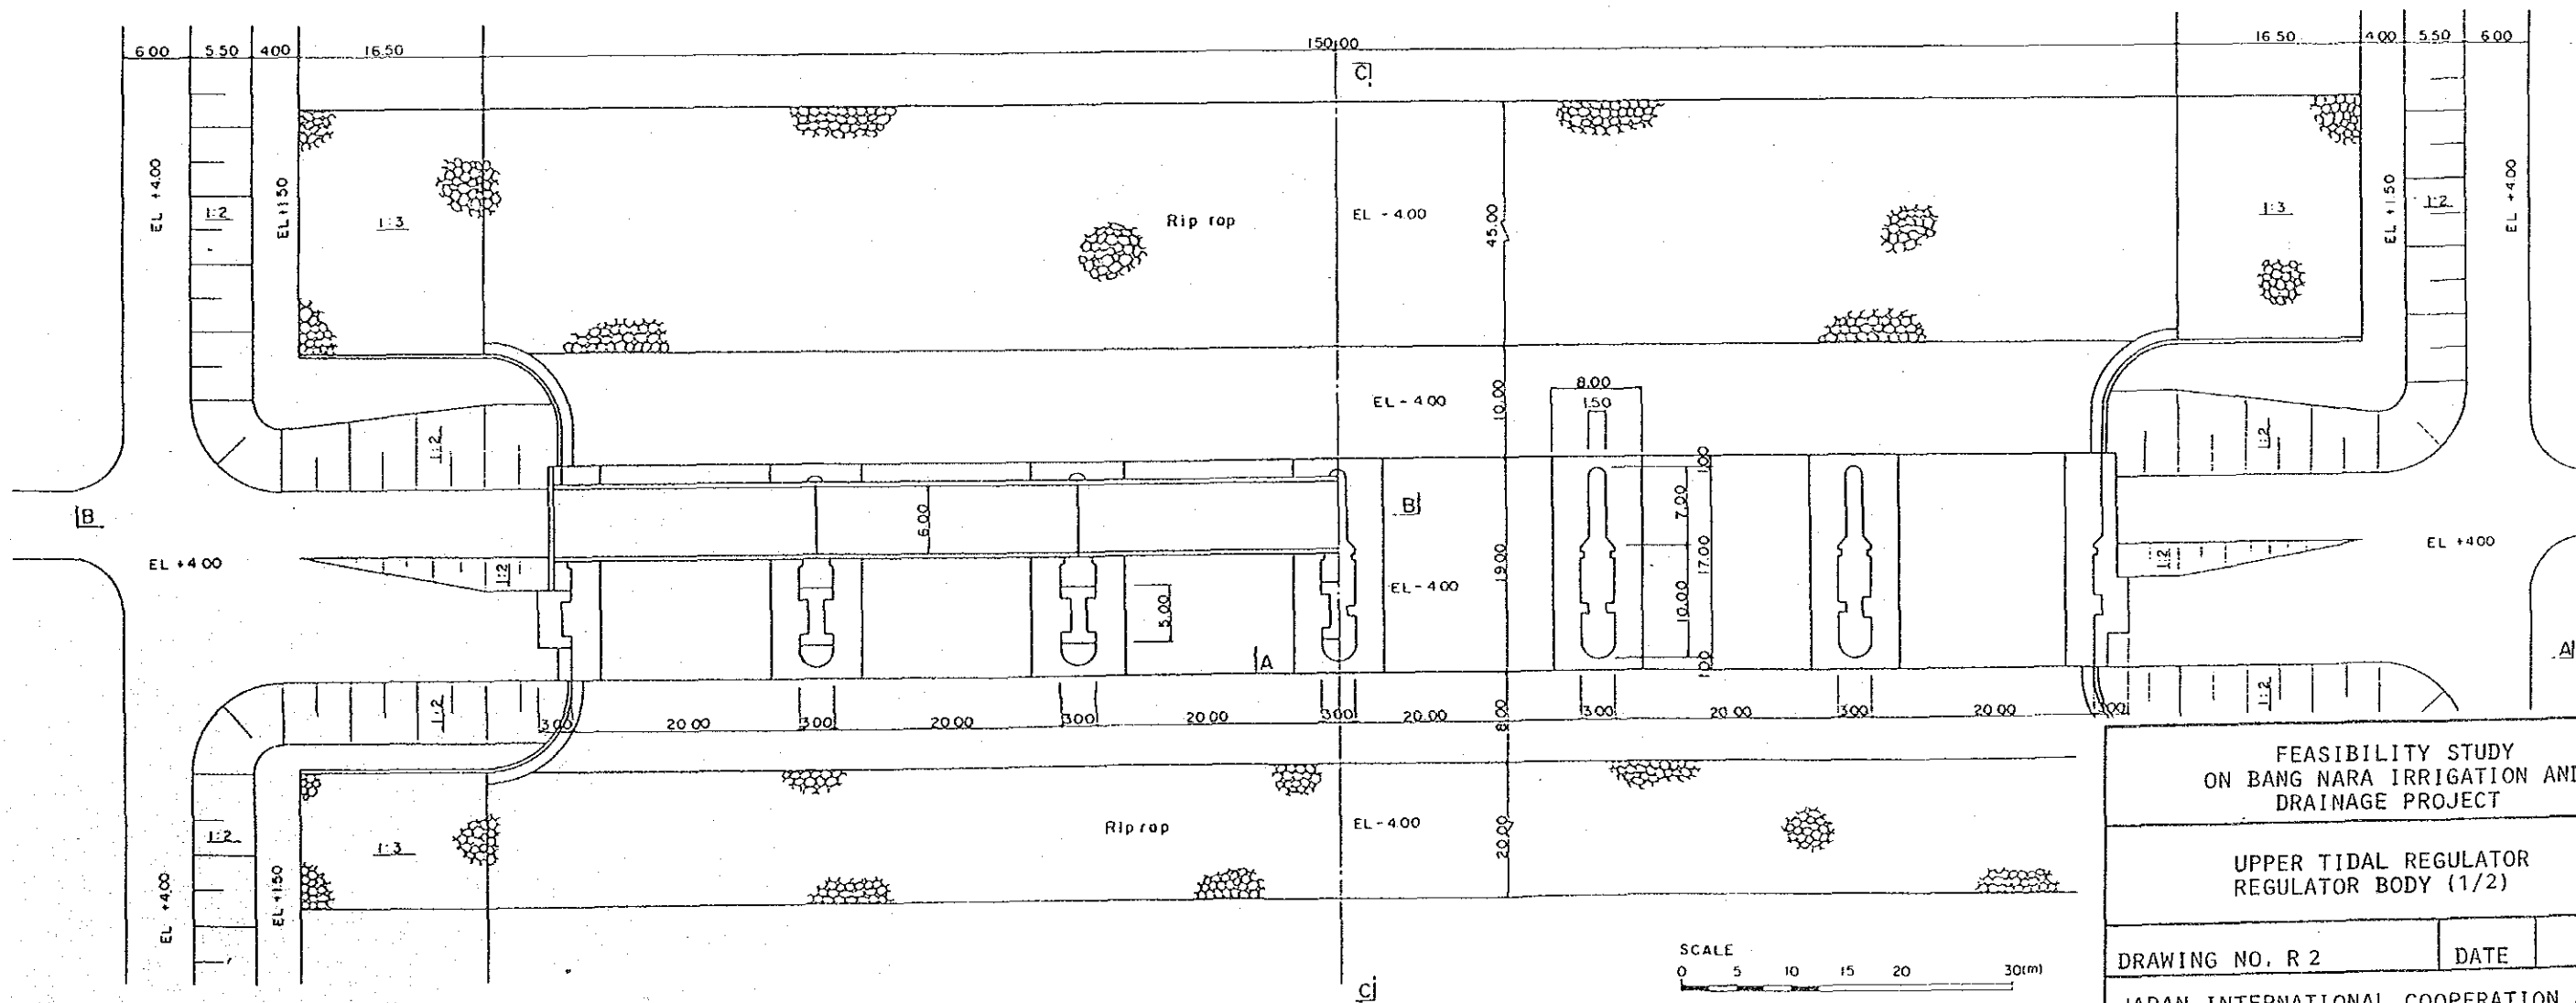 6.00 5.50 4.00 16.50 150.00 16.50 4.00 5.50 6.00
C
EL +4.00
1:2
EL +1.50
1:3
Rip rap
EL -4.00
45.00
1:3
EL +1.50
1:2
EL +4.00
1:2
EL -4.00
10.00
8.00
1.50
1:2
B
6.00
B
1.00
7.00
EL +4.00
1:2
5.00
EL -4.00
19.00
10.00
17.00
1:2
EL +4.00
A
1.00
A
1:2
3.00 20.00 3.00 20.00 3.00 20.00 3.00 20.00 8.00 3.00 20.00 3.00 20.00 3.00
1:2
1:2
EL +4.00
EL +1.50
1:3
Rip rap
EL -4.00
20.00
C
SCALE
0 5 10 15 20 30(m)
FEASIBILITY STUDY
ON BANG NARA IRRIGATION AND
DRAINAGE PROJECT
UPPER TIDAL REGULATOR
REGULATOR BODY (1/2)
DRAWING NO. R 2 DATE
JAPAN INTERNATIONAL COOPERATION